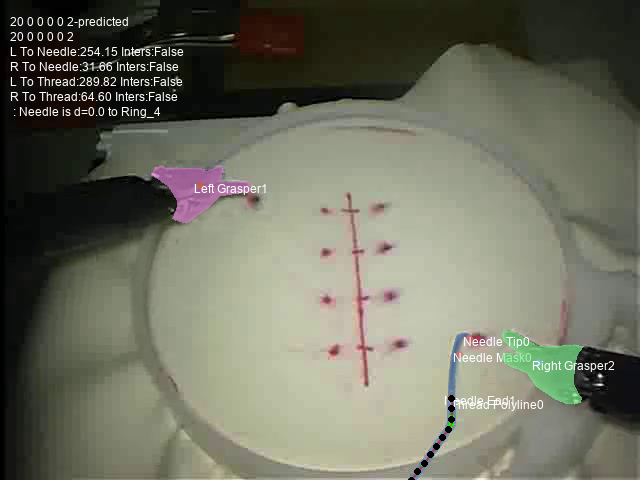 20 0 0 0 0 2-predicted
20 0 0 0 0 2
L To Needle:254.15 Inters:False
R To Needle:31.66 Inters:False
L To Thread:289.82 Inters:False
R To Thread:64.60 Inters:False
: Needle is d=0.0 to Ring_4
Left Grasper1
Needle Tip0
Needle Mask0
Right Grasper2
Needle End1
Thread Polyline0